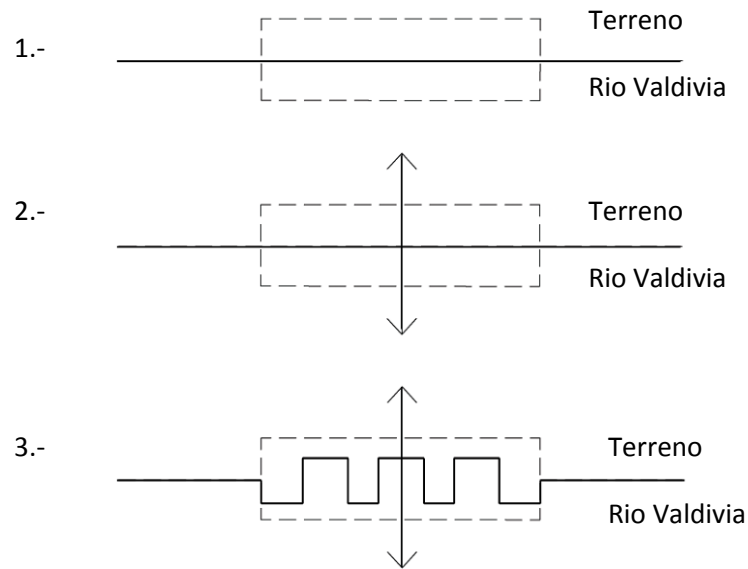 Terreno
1.-
Rio Valdivia
2.-
Terreno
Rio Valdivia
3.-
Terreno
Rio Valdivia